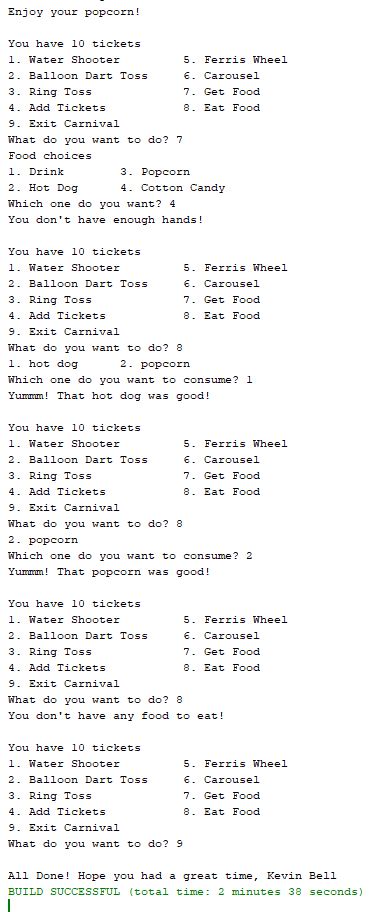 Enjoy your popcorn!

You have 10 tickets
1. Water Shooter         5. Ferris Wheel
2. Balloon Dart Toss     6. Carousel
3. Ring Toss             7. Get Food
4. Add Tickets           8. Eat Food
9. Exit Carnival
What do you want to do? 7
Food choices
1. Drink        3. Popcorn
2. Hot Dog      4. Cotton Candy
Which one do you want? 4
You don't have enough hands!

You have 10 tickets
1. Water Shooter         5. Ferris Wheel
2. Balloon Dart Toss     6. Carousel
3. Ring Toss             7. Get Food
4. Add Tickets           8. Eat Food
9. Exit Carnival
What do you want to do? 8
1. hot dog      2. popcorn
Which one do you want to consume? 1
Yummm! That hot dog was good!

You have 10 tickets
1. Water Shooter         5. Ferris Wheel
2. Balloon Dart Toss     6. Carousel
3. Ring Toss             7. Get Food
4. Add Tickets           8. Eat Food
9. Exit Carnival
What do you want to do? 8
2. popcorn
Which one do you want to consume? 2
Yummm! That popcorn was good!

You have 10 tickets
1. Water Shooter         5. Ferris Wheel
2. Balloon Dart Toss     6. Carousel
3. Ring Toss             7. Get Food
4. Add Tickets           8. Eat Food
9. Exit Carnival
What do you want to do? 8
You don't have any food to eat!

You have 10 tickets
1. Water Shooter         5. Ferris Wheel
2. Balloon Dart Toss     6. Carousel
3. Ring Toss             7. Get Food
4. Add Tickets           8. Eat Food
9. Exit Carnival
What do you want to do? 9

All Done! Hope you had a great time, Kevin Bell
BUILD SUCCESSFUL (total time: 2 minutes 38 seconds)